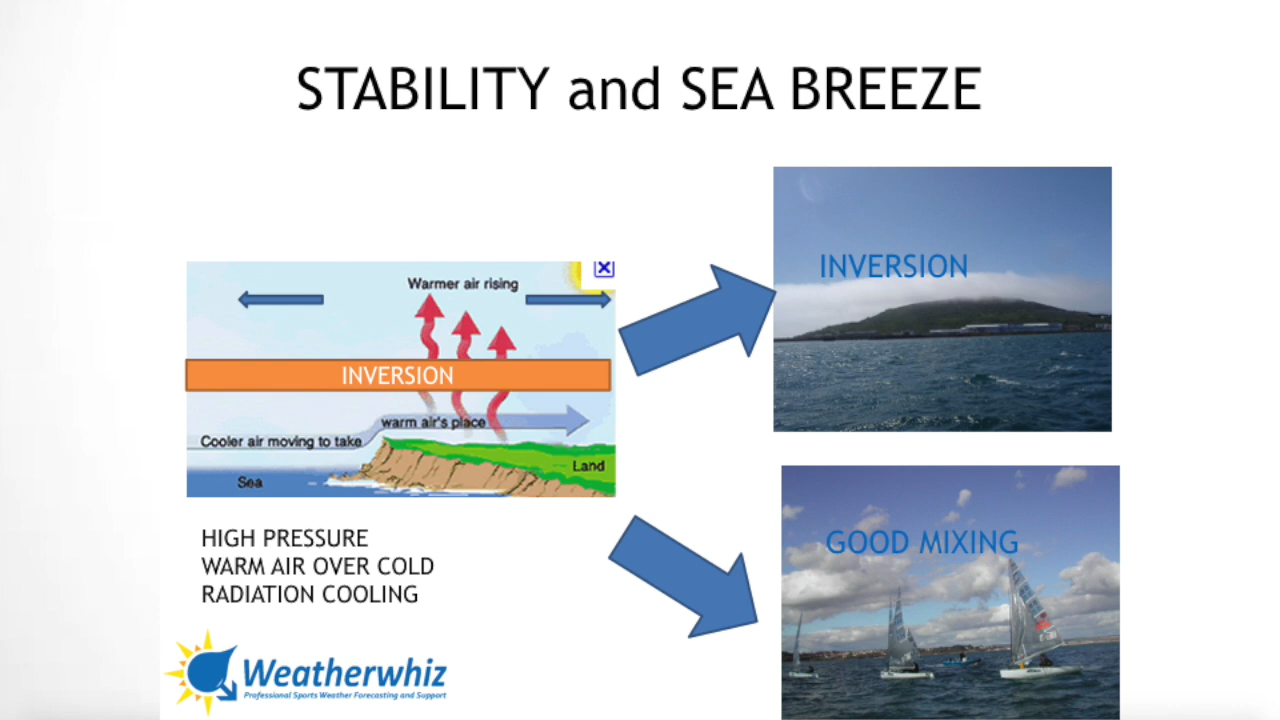 STABILITY and SEA BREEZE
Warmer air rising
INVERSION
warm air's place
Cooler air moving to take
Land
Sea
HIGH PRESSURE
WARM AIR OVER COLD
RADIATION COOLING
INVERSION
GOOD MIXING
Weatherwhiz
Professional Sports Weather Forecasting and Support